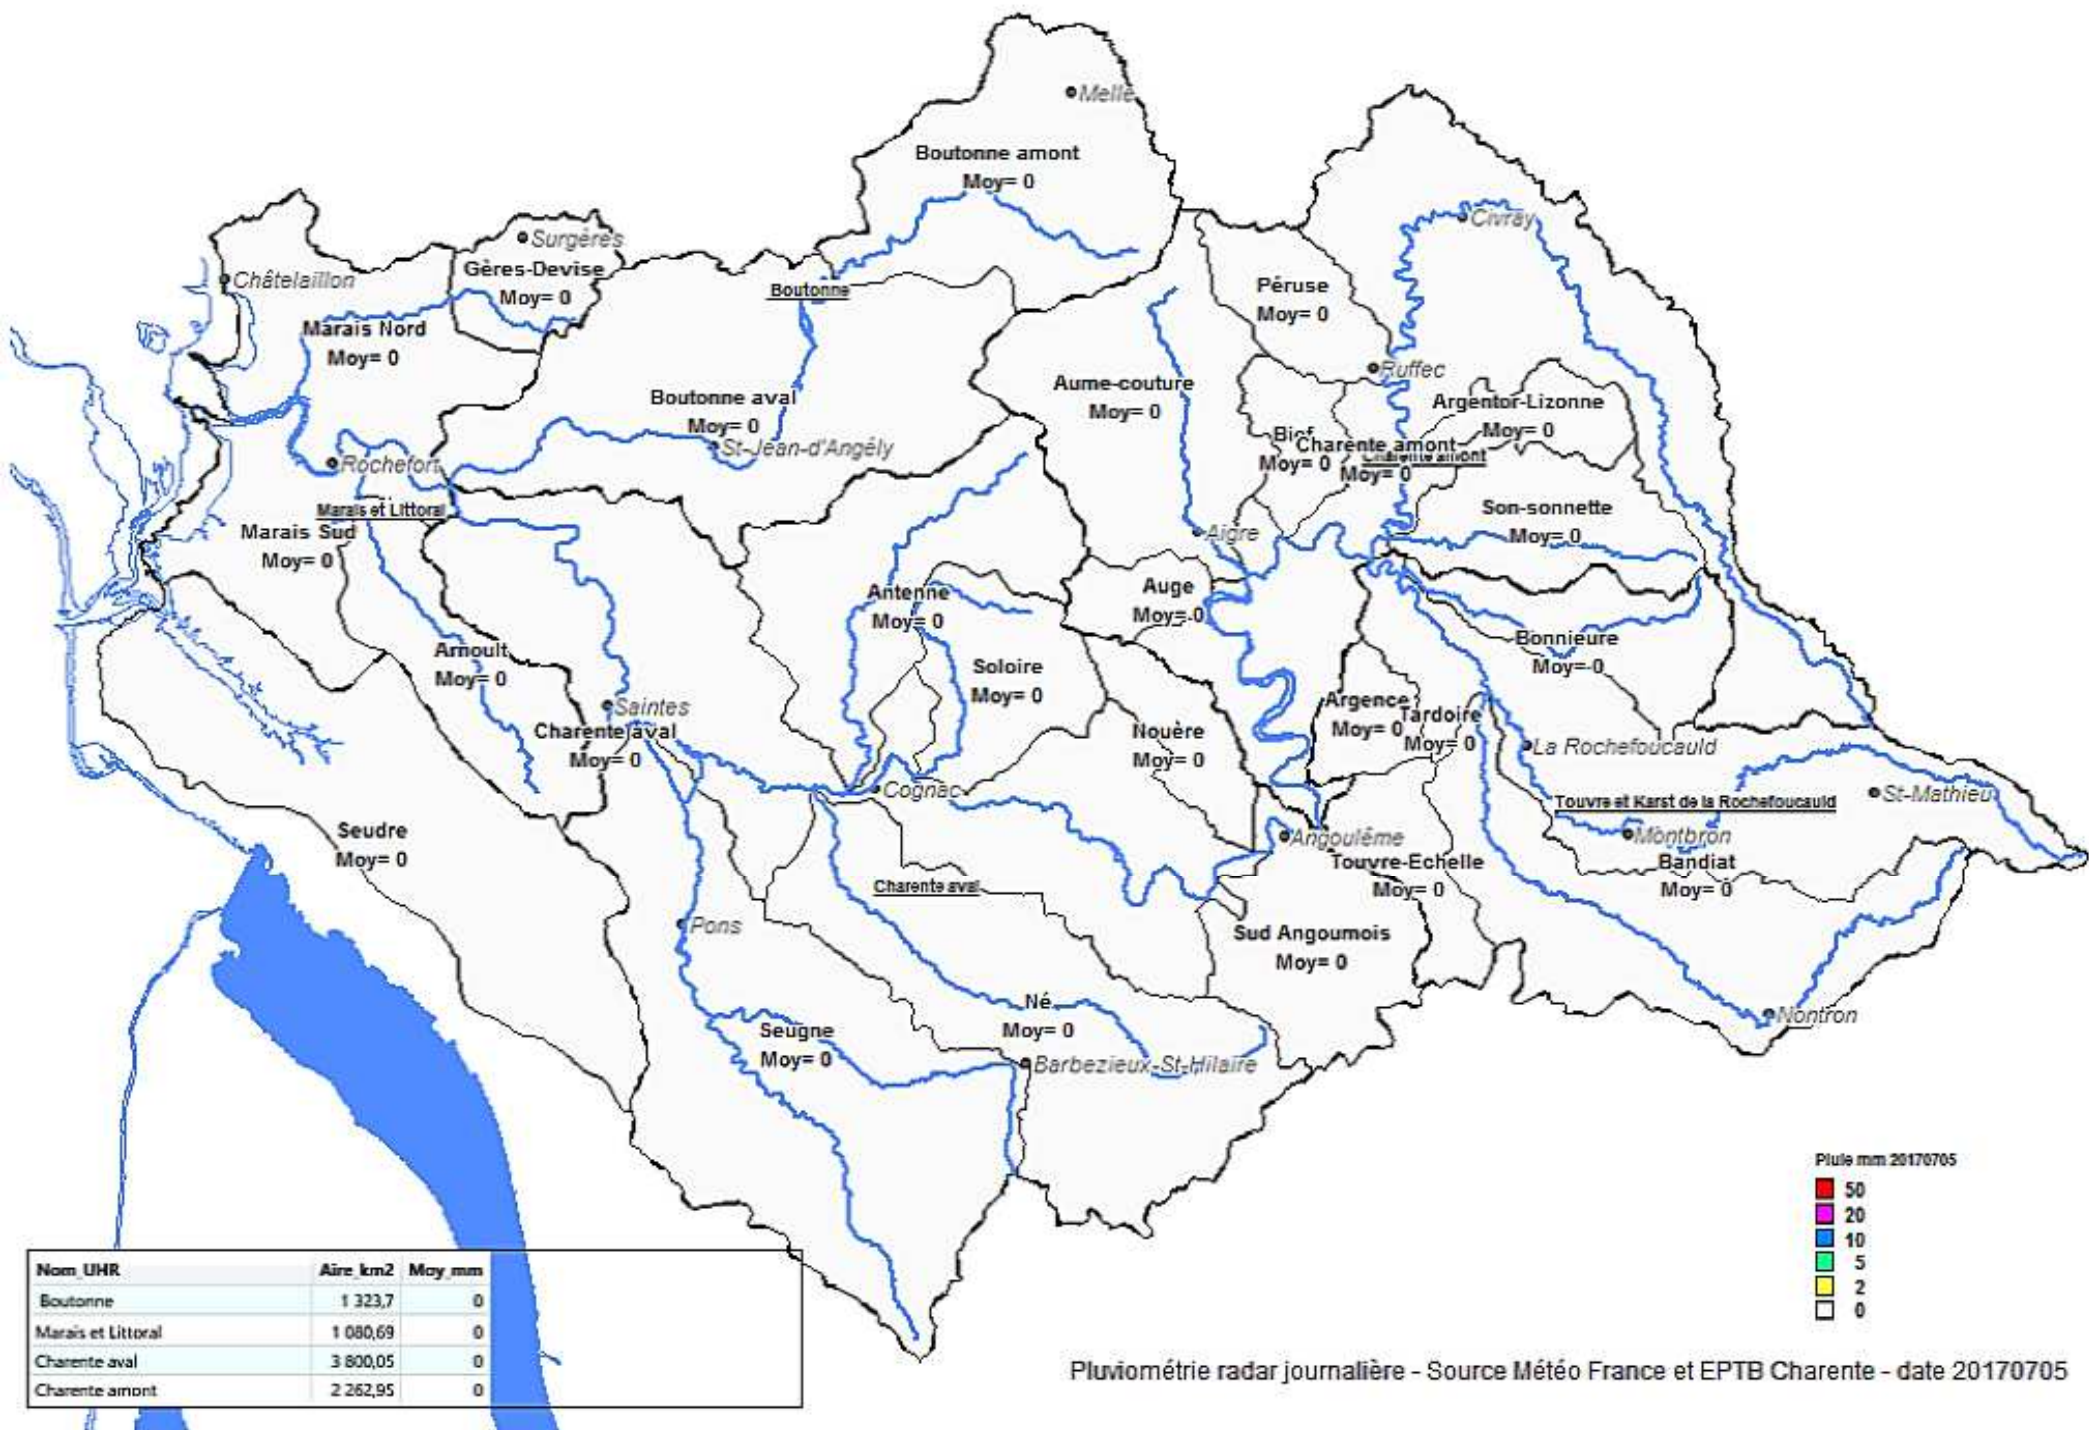 Melle
Boutonne amont
Moy= 0
Civray
Surgères
Gères-Devise
Moy= 0
Châtelaillon
Boutonne
Péruse
Moy= 0
Marais Nord
Moy= 0
Ruffec
Aume-couture
Moy= 0
Boutonne aval
Moy= 0
St-Jean-d'Angély
Argentor-Lizonne
Moy= 0
Bief
Moy= 0
Charente amont
Charente amont
Moy= 0
Rochefort
Marais et Littoral
Marais Sud
Moy= 0
Son-sonnette
Moy= 0
Aigre
Antenne
Moy= 0
Auge
Moy= 0
Bonnieure
Moy= 0
Arnoult
Moy= 0
Soloire
Moy= 0
Saintes
Charente aval
Moy= 0
Nouère
Moy= 0
Argence
Moy= 0
Tardoire
Moy= 0
La Rochefoucauld
Cognac
St-Mathieu
Touvre et Karst de la Rochefoucauld
Montbron
Bandiat
Moy= 0
Seudre
Moy= 0
Angoulême
Touvre-Echelle
Moy= 0
Charente aval
Pons
Sud Angoumois
Moy= 0
Né
Moy= 0
Nontron
Seugne
Moy= 0
Barbezieux-St-Hilaire
Pluie mm 20170705
50
20
10
5
2
0
Nom_UHR Aire_km2 Moy_mm
Boutonne 1 323,7 0
Marais et Littoral 1 080,69 0
Charente aval 3 800,05 0
Charente amont 2 262,95 0
Pluviométrie radar journalière - Source Météo France et EPTB Charente - date 20170705